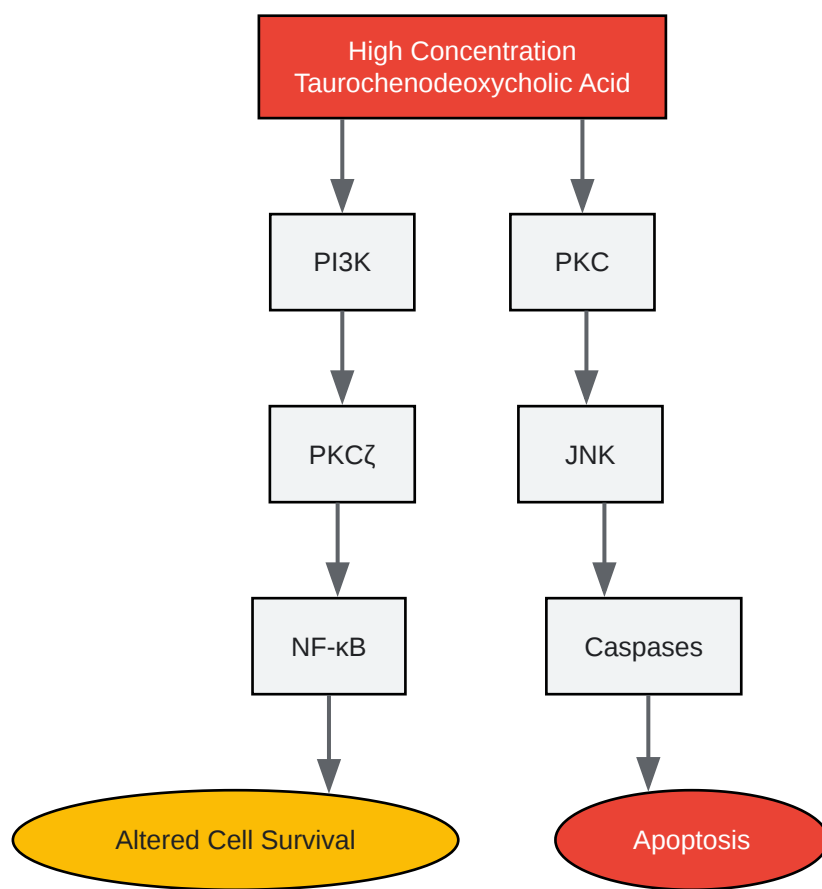 High Concentration
Taurochenodeoxycholic Acid
PI3K
PKC
PKCζ
JNK
NF-κB
Caspases
Altered Cell Survival
Apoptosis